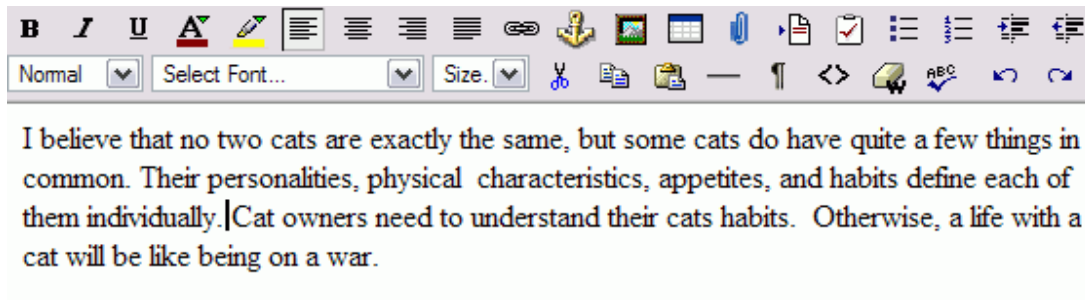 B I U A
Normal Select Font... Size.
ABC
I believe that no two cats are exactly the same, but some cats do have quite a few things in
common. Their personalities, physical  characteristics, appetites, and habits define each of
them individually. Cat owners need to understand their cats habits.  Otherwise, a life with a
cat will be like being on a war.